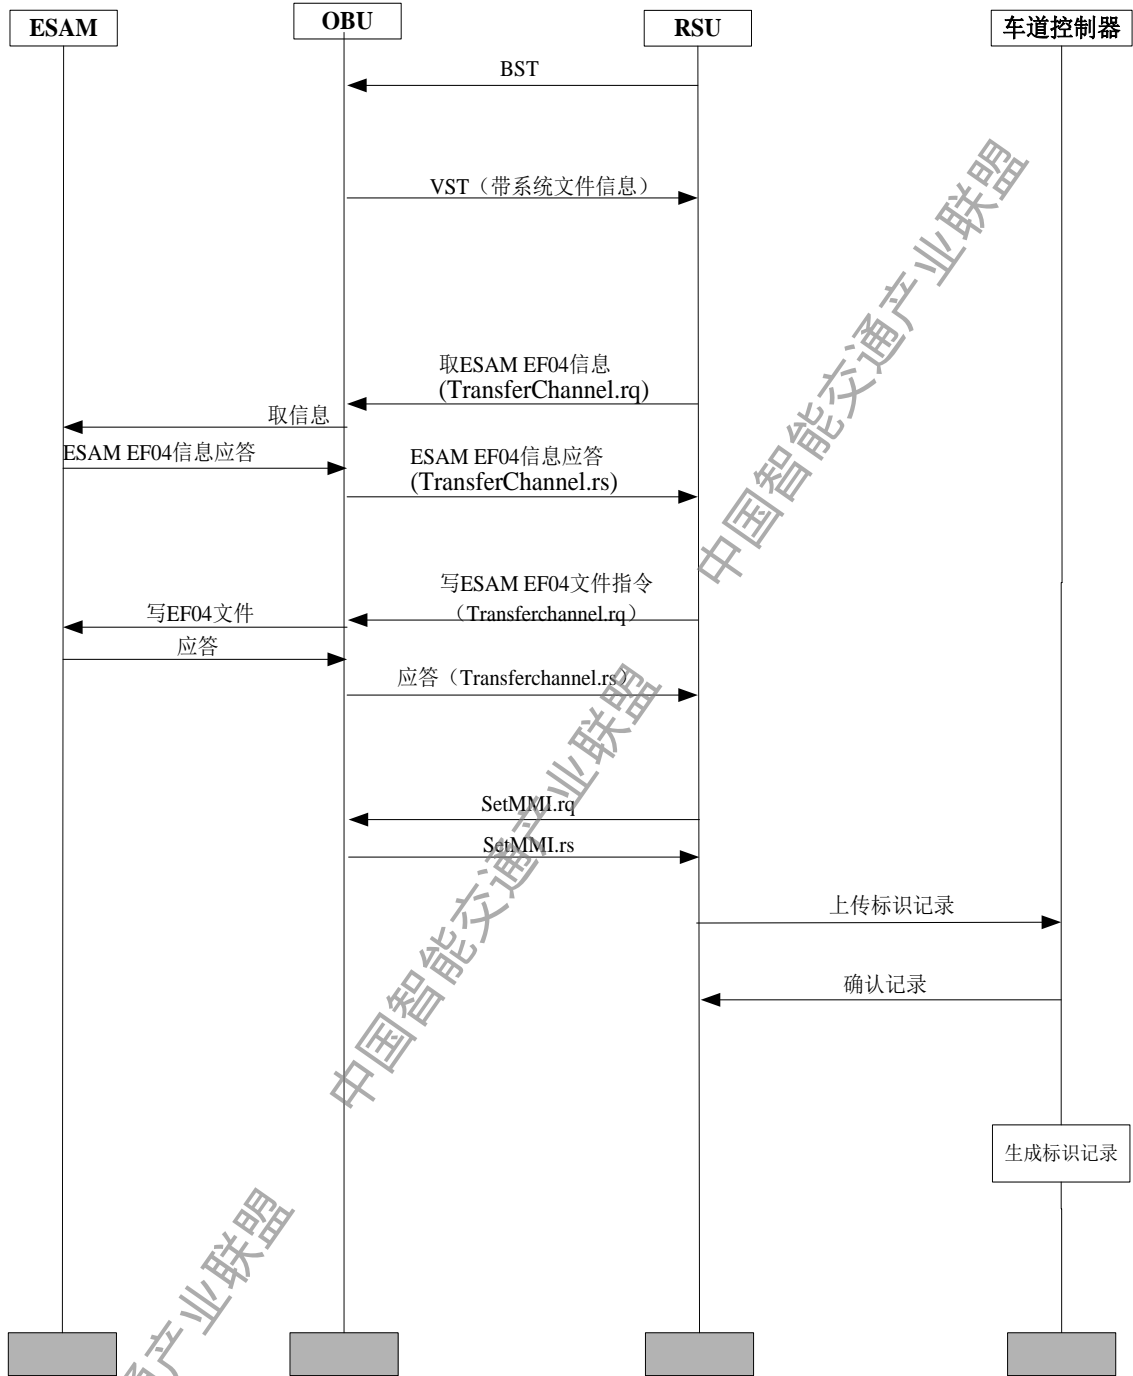 ESAM
OBU
RSU
车道控制器
BST
VST（带系统文件信息）
取ESAM EF04信息
(TransferChannel.rq)
取信息
ESAM EF04信息应答
ESAM EF04信息应答
(TransferChannel.rs)
写ESAM EF04文件指令
（Transferchannel.rq）
写EF04文件
应答
应答（Transferchannel.rs）
SetMMI.rq
SetMMI.rs
上传标识记录
确认记录
生成标识记录
中国智能交通产业联盟
中国智能交通产业联盟
通产业联盟